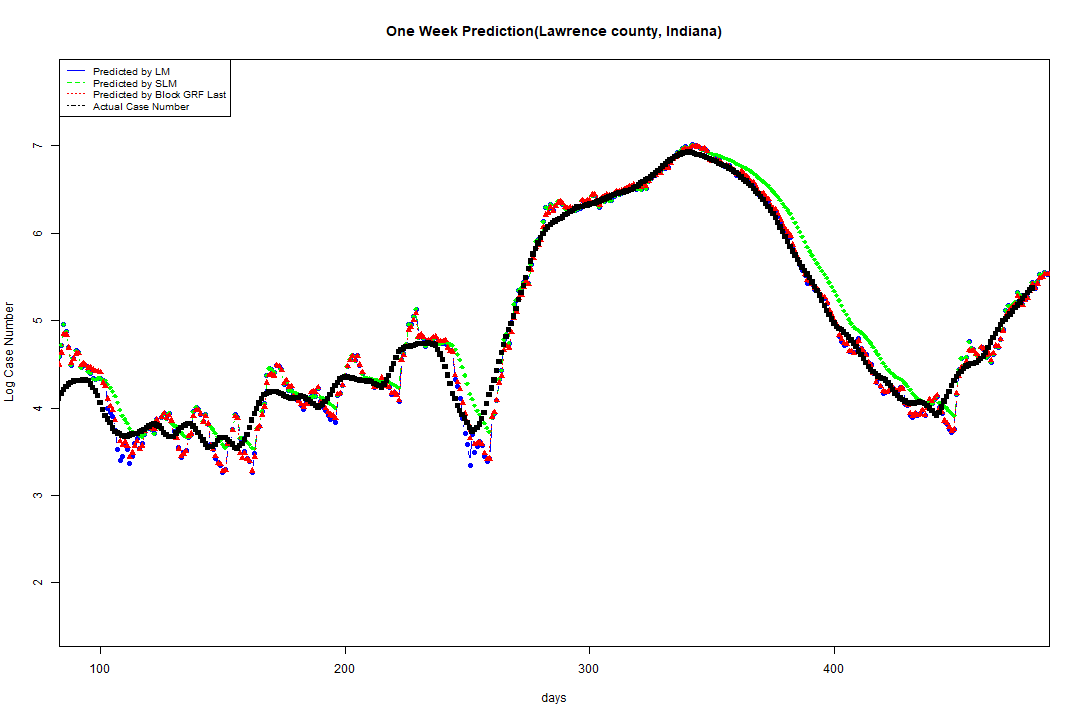 One Week Prediction(Lawrence county, Indiana)
Predicted by LM
Predicted by SLM
Predicted by Block GRF Last
Actual Case Number
7
6
5
4
3
2
Log Case Number
100 200 300 400
days